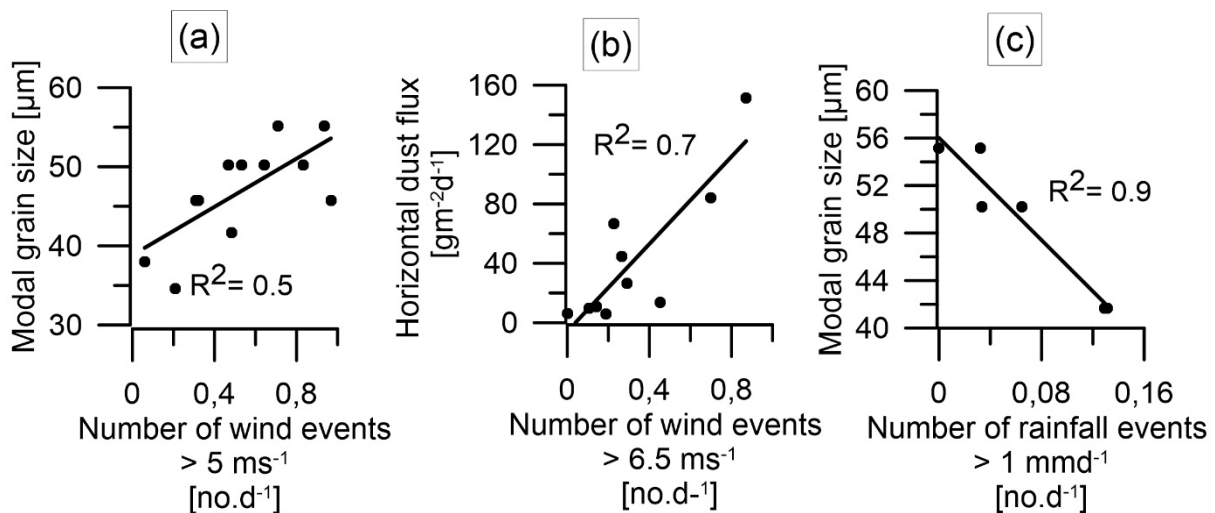 (a)
Modal grain size [µm]
60
50
40
30
R²= 0.5
0 0,4 0,8
Number of wind events
> 5 ms⁻¹
[no.d⁻¹]
(b)
Horizontal dust flux
[gm⁻²d⁻¹]
160
120
80
40
0
R²= 0.7
0 0,4 0,8
Number of wind events
> 6.5 ms⁻¹
[no.d-¹]
(c)
Modal grain size [µm]
60
56
52
48
44
40
R²= 0.9
0 0,08 0,16
Number of rainfall events
> 1 mmd⁻¹
[no.d⁻¹]